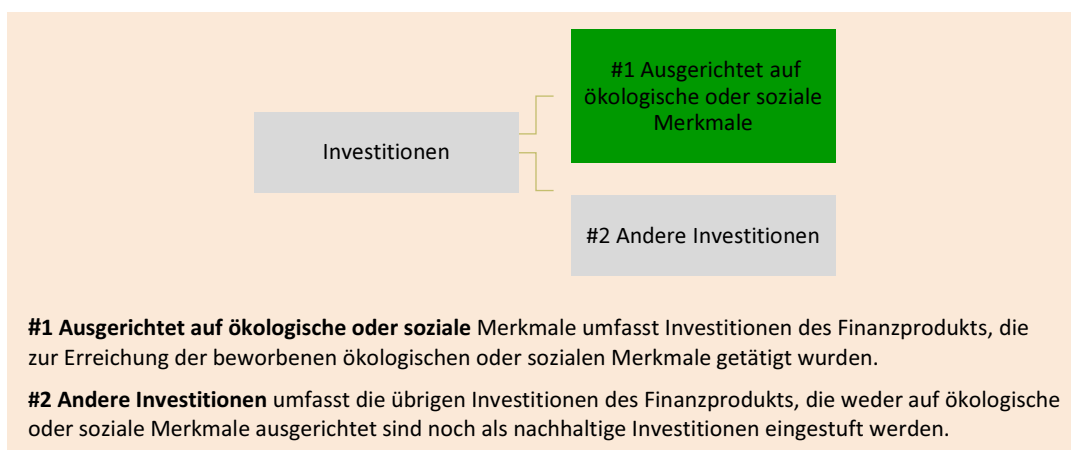 #1 Ausgerichtet auf
ökologische oder soziale
Merkmale
Investitionen
#2 Andere Investitionen
#1 Ausgerichtet auf ökologische oder soziale Merkmale umfasst Investitionen des Finanzprodukts, die
zur Erreichung der beworbenen ökologischen oder sozialen Merkmale getätigt wurden.
#2 Andere Investitionen umfasst die übrigen Investitionen des Finanzprodukts, die weder auf ökologische
oder soziale Merkmale ausgerichtet sind noch als nachhaltige Investitionen eingestuft werden.